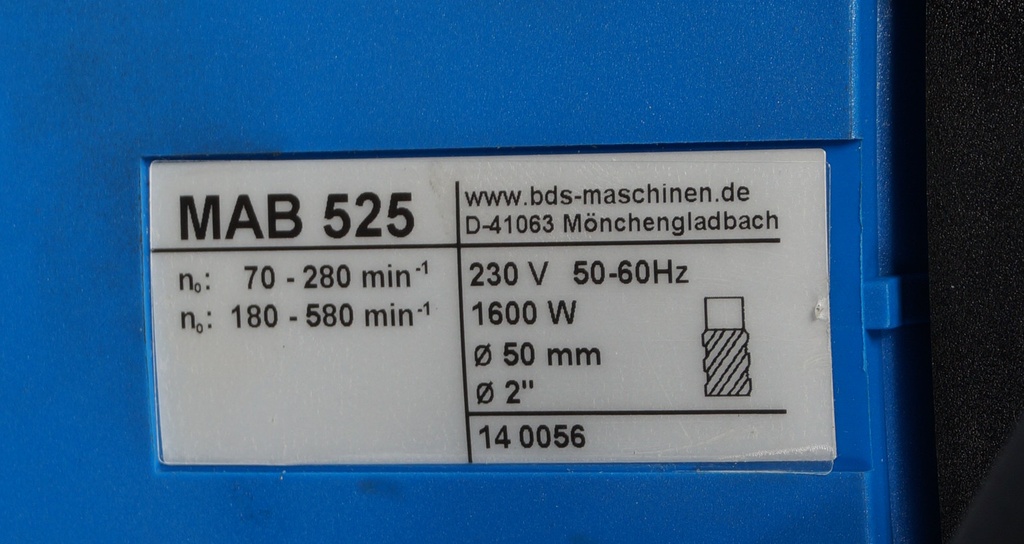 MAB 525
www.bds-maschinen.de
D-41063 Mönchengladbach
n₀: 70 - 280 min⁻¹
n₀: 180 - 580 min⁻¹
230 V 50-60Hz
1600 W
Ø 50 mm
Ø 2"
14 0056